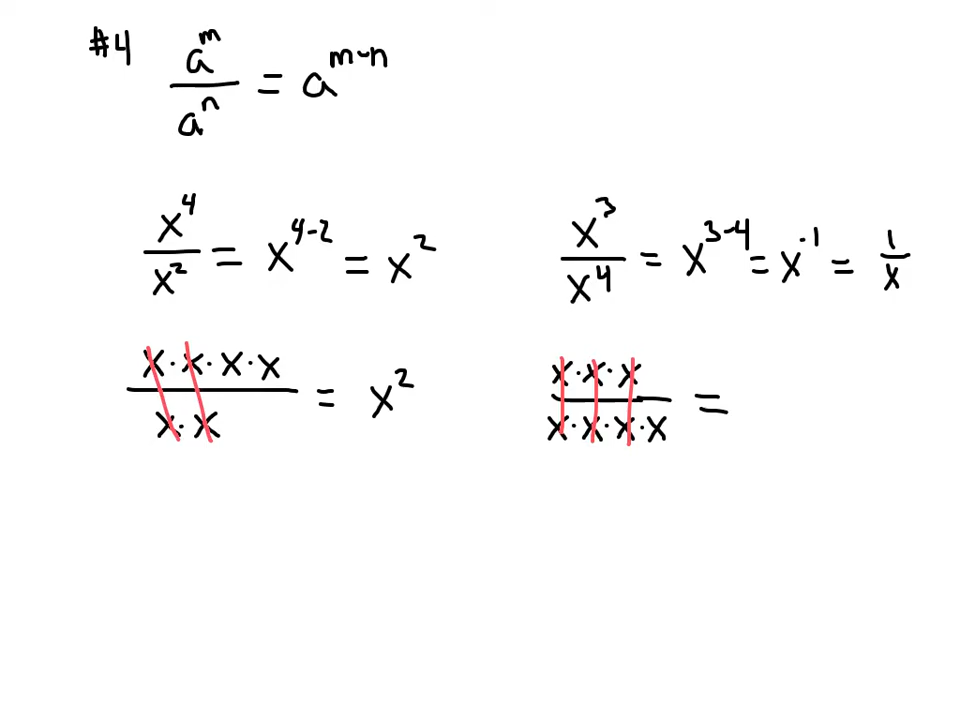 #4 a^m/a^n = a^(m-n)
x^4/x^2 = x^(4-2) = x^2
x^3/x^4 = x^(3-4) = x^-1 = 1/x
x·x·x·x/x·x = x^2
x·x·x/x·x·x·x =